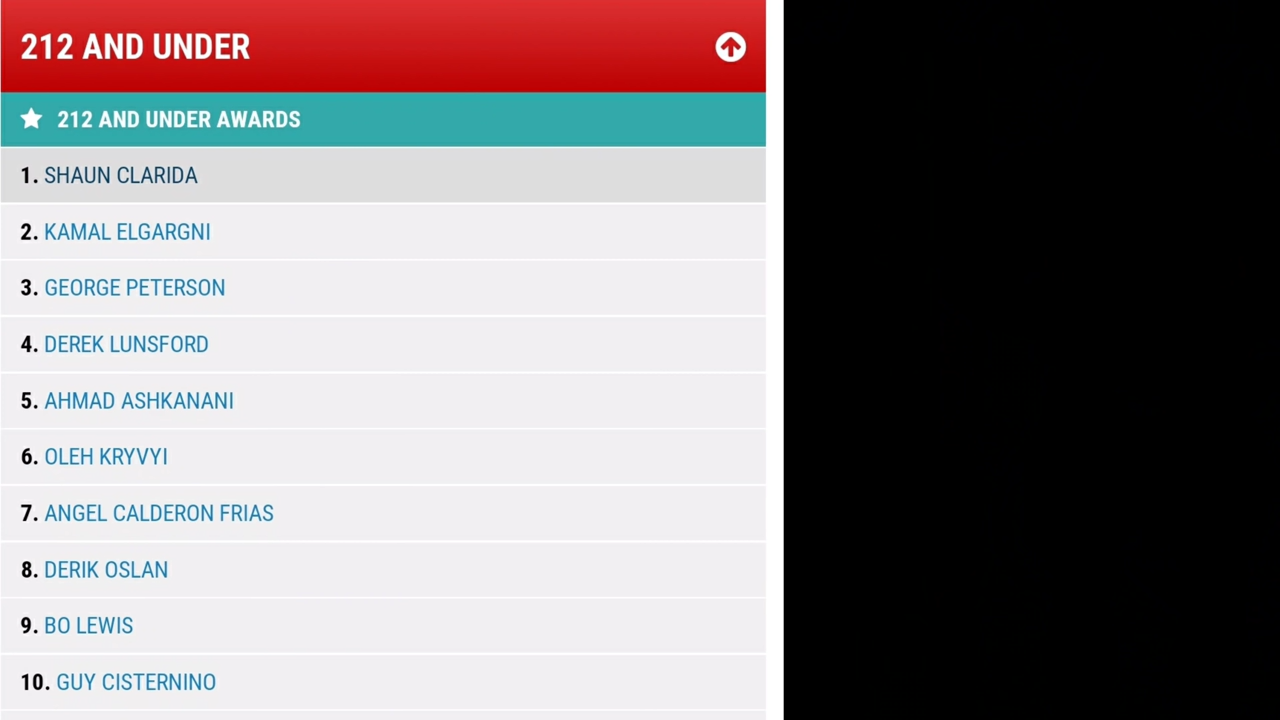 212 AND UNDER
212 AND UNDER AWARDS
1. SHAUN CLARIDA
2. KAMAL ELGARGNI
3. GEORGE PETERSON
4. DEREK LUNSFORD
5. AHMAD ASHKANANI
6. OLEH KRYVYI
7. ANGEL CALDERON FRIAS
8. DERIK OSLAN
9. BO LEWIS
10. GUY CISTERNINO